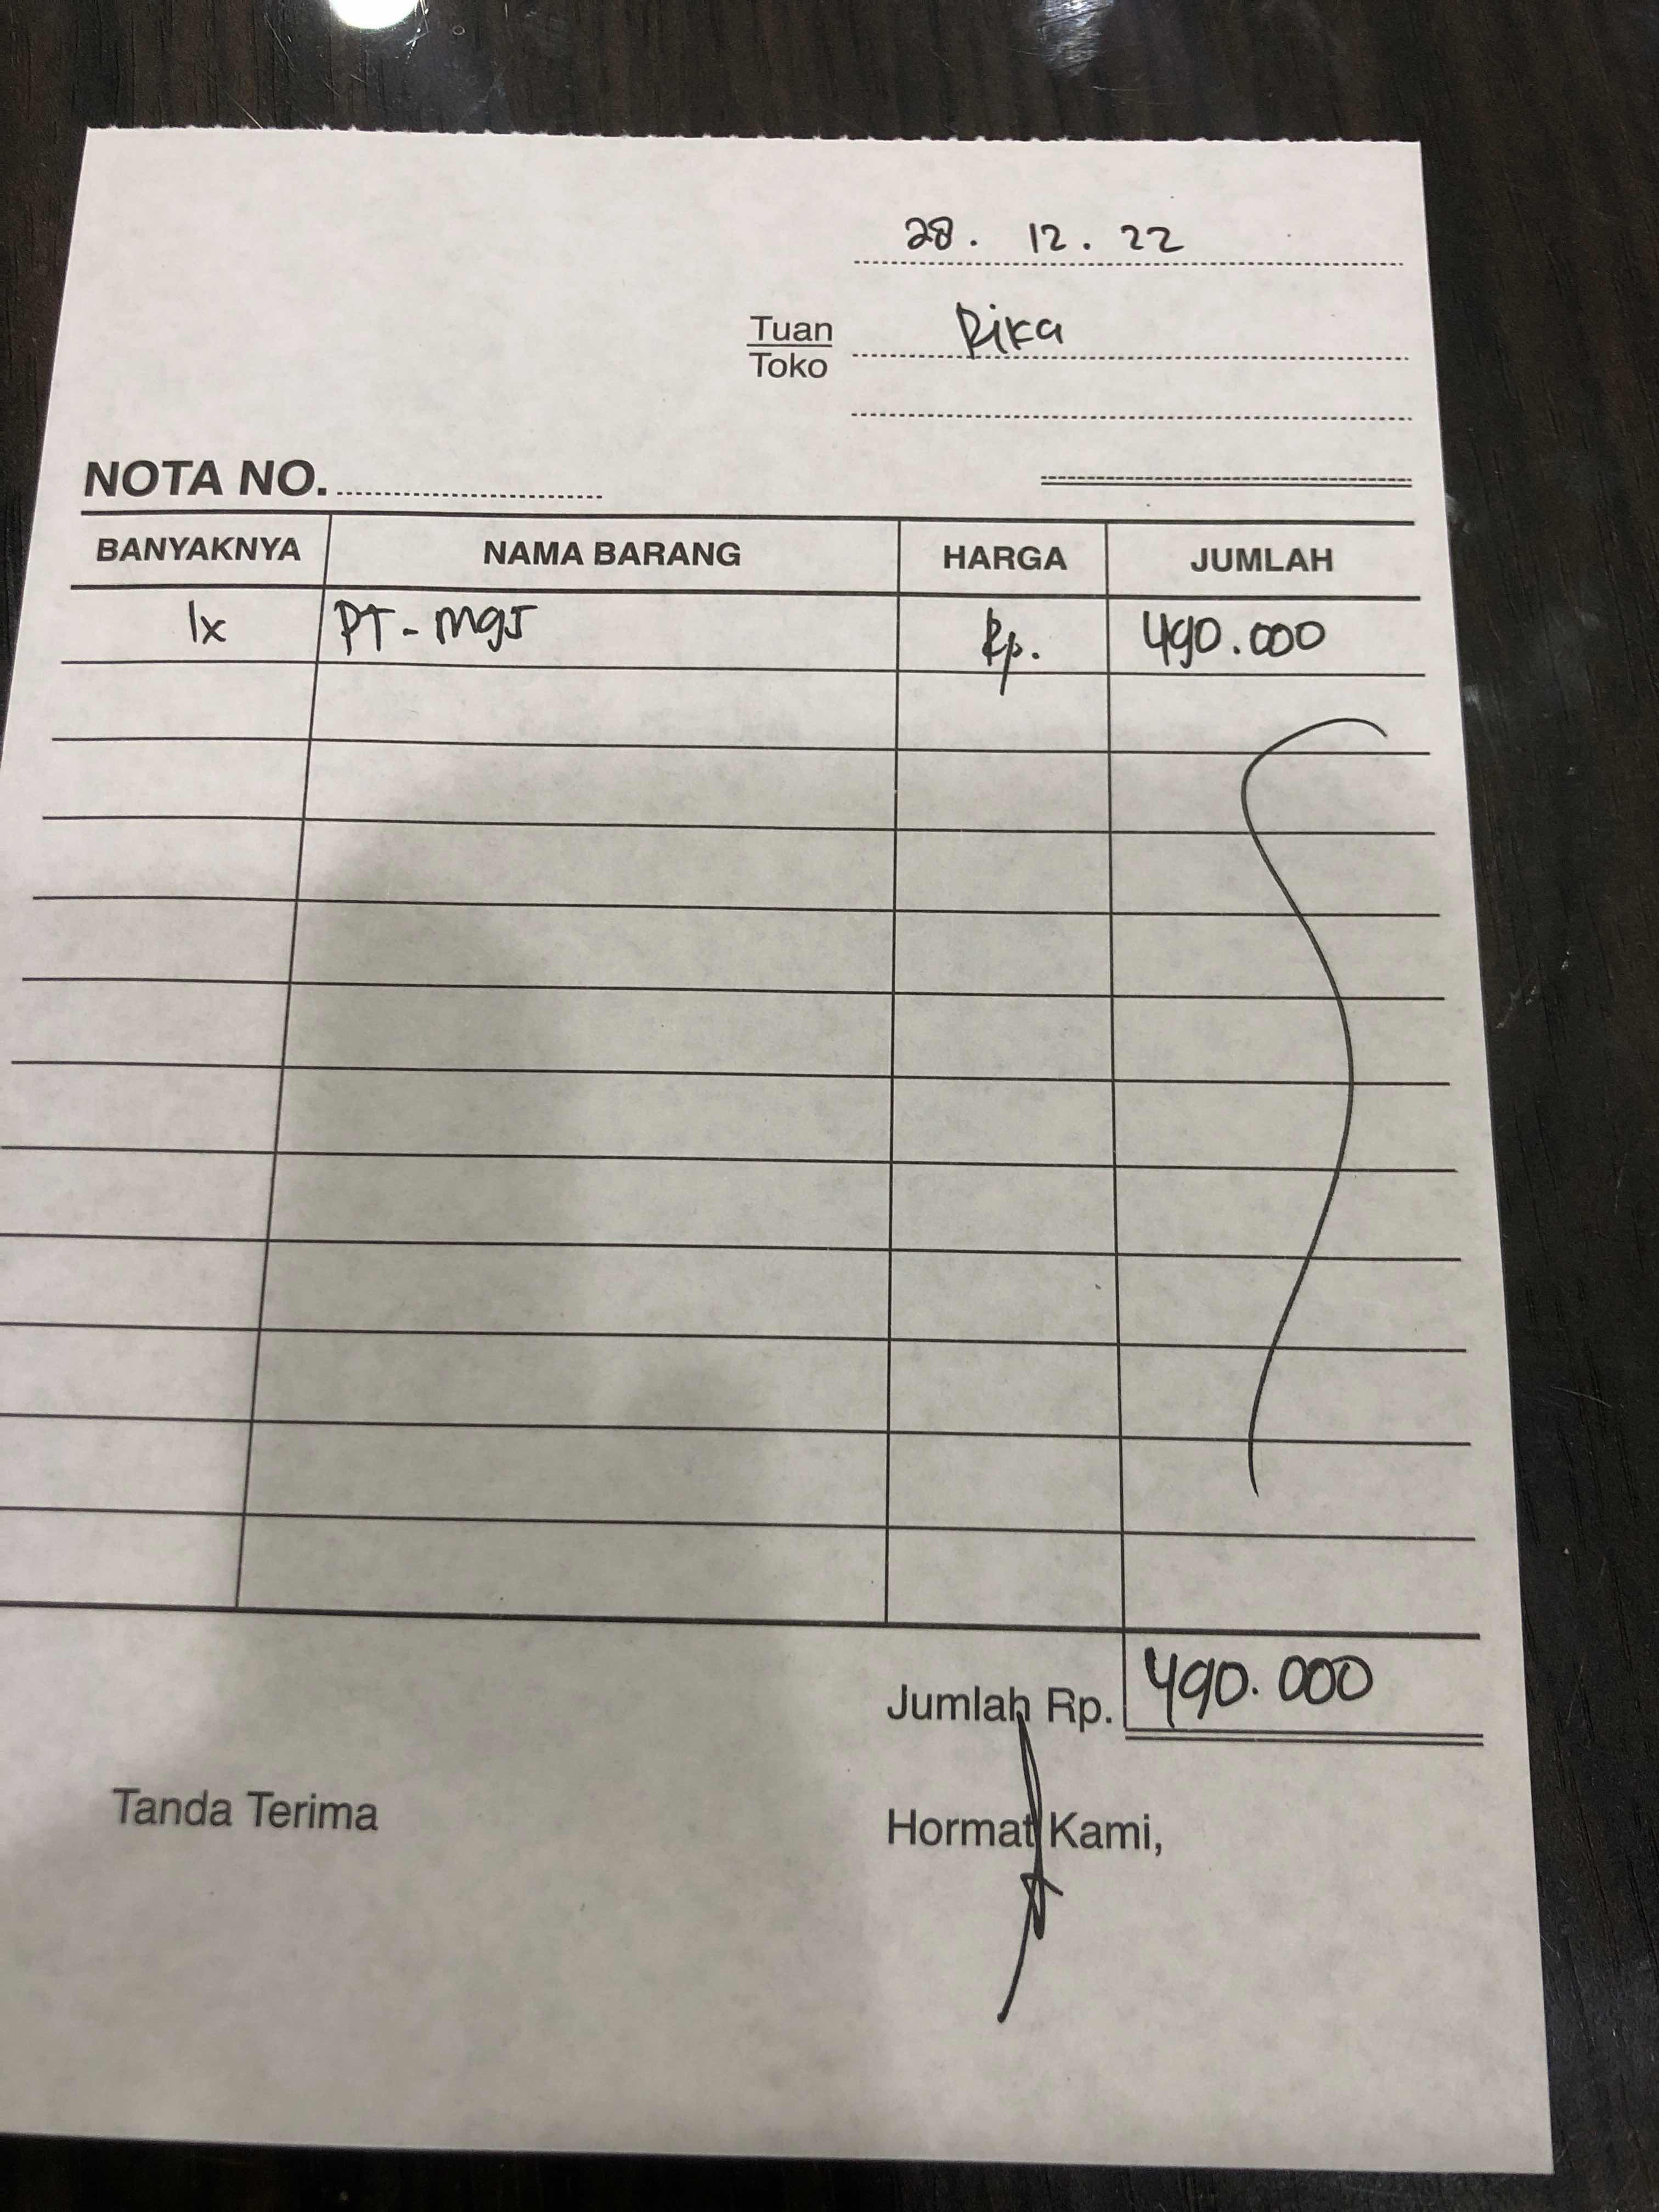 28. 12. 22
Tuan Rika
Toko
NOTA NO.
BANYAKNYA NAMA BARANG HARGA JUMLAH
1x PT - mgs Rp. 490.000
Jumlah Rp. 490.000
Tanda Terima Hormat Kami,